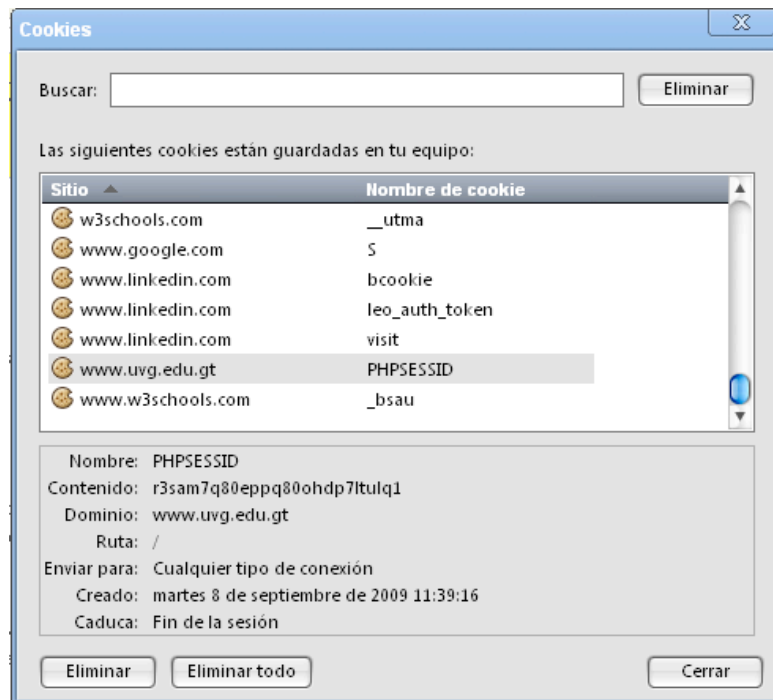 Cookies
Buscar: Eliminar
Las siguientes cookies están guardadas en tu equipo:
Sitio Nombre de cookie
w3schools.com __utma
www.google.com S
www.linkedin.com bcookie
www.linkedin.com leo_auth_token
www.linkedin.com visit
www.uvg.edu.gt PHPSESSID
www.w3schools.com _bsau
Nombre: PHPSESSID
Contenido: r3sam7q80eppq80ohdp7ltulq1
Dominio: www.uvg.edu.gt
Ruta: /
Enviar para: Cualquier tipo de conexión
Creado: martes 8 de septiembre de 2009 11:39:16
Caduca: Fin de la sesión
Eliminar Eliminar todo Cerrar